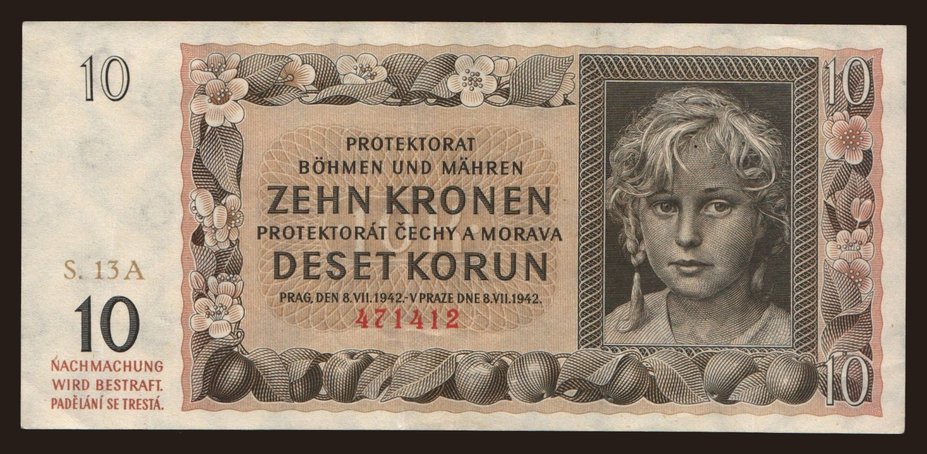 10
10
PROTEKTORAT
BÖHMEN UND MÄHREN
ZEHN KRONEN
PROTEKTORÁT ČECHY A MORAVA
DESET KORUN
PRAG, DEN 8.VII.1942.-V PRAZE DNE 8.VII.1942.
471412
S. 13A
10
NACHMACHUNG
WIRD BESTRAFT.
PADĚLÁNÍ SE TRESTÁ.
10